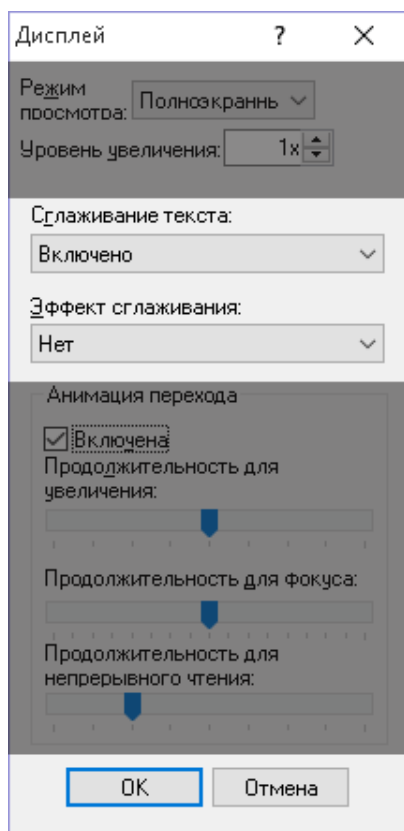 Дисплей ? ✕
Режим
просмотра: Полноэкраннь
Уровень увеличения: 1x
Сглаживание текста:
Включено
Эффект сглаживания:
Нет
Анимация перехода
Включена
Продолжительность для
увеличения:
Продолжительность для фокуса:
Продолжительность для
непрерывного чтения:
OK Отмена